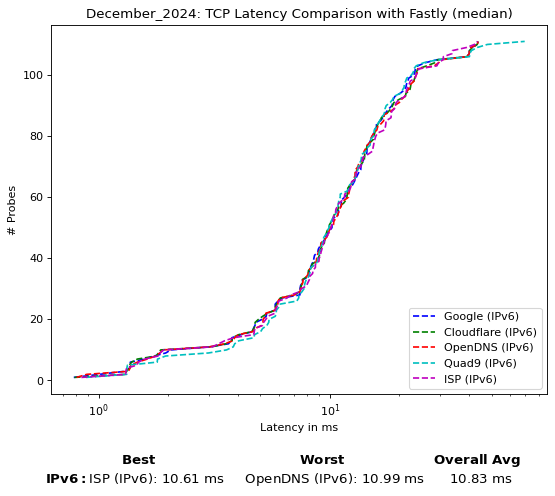 December_2024: TCP Latency Comparison with Fastly (median)
100
80
60
40
20
0
# Probes
Google (IPv6)
Cloudflare (IPv6)
OpenDNS (IPv6)
Quad9 (IPv6)
ISP (IPv6)
10⁰ 10¹
Latency in ms
Best Worst Overall Avg
IPv6: ISP (IPv6): 10.61 ms OpenDNS (IPv6): 10.99 ms 10.83 ms